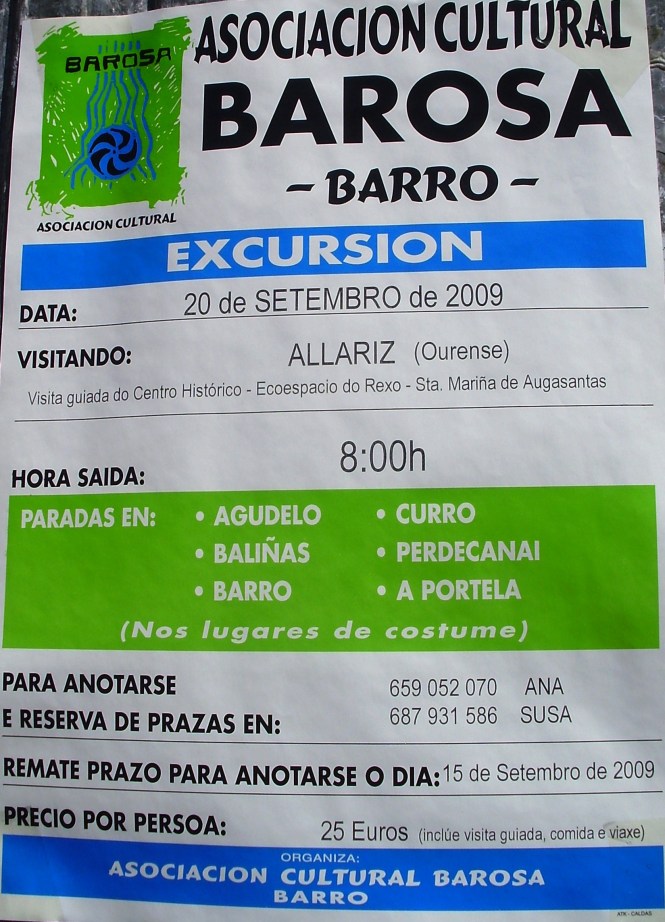 BAROSA
ASOCIACION CULTURAL
ASOCIACION CULTURAL
BAROSA
- BARRO -
EXCURSION
DATA: 20 de SETEMBRO de 2009
VISITANDO: ALLARIZ (Ourense)
Visita guiada do Centro Histórico - Ecoespacio do Rexo - Sta. Mariña de Augasantas
HORA SAIDA: 8:00h
PARADAS EN: • AGUDELO • CURRO
• BALIÑAS • PERDECANAI
• BARRO • A PORTELA
(Nos lugares de costume)
PARA ANOTARSE 659 052 070 ANA
E RESERVA DE PRAZAS EN: 687 931 586 SUSA
REMATE PRAZO PARA ANOTARSE O DIA: 15 de Setembro de 2009
PRECIO POR PERSOA: 25 Euros (inclúe visita guiada, comida e viaxe)
ORGANIZA:
ASOCIACION CULTURAL BAROSA
BARRO
ATK - CALDAS